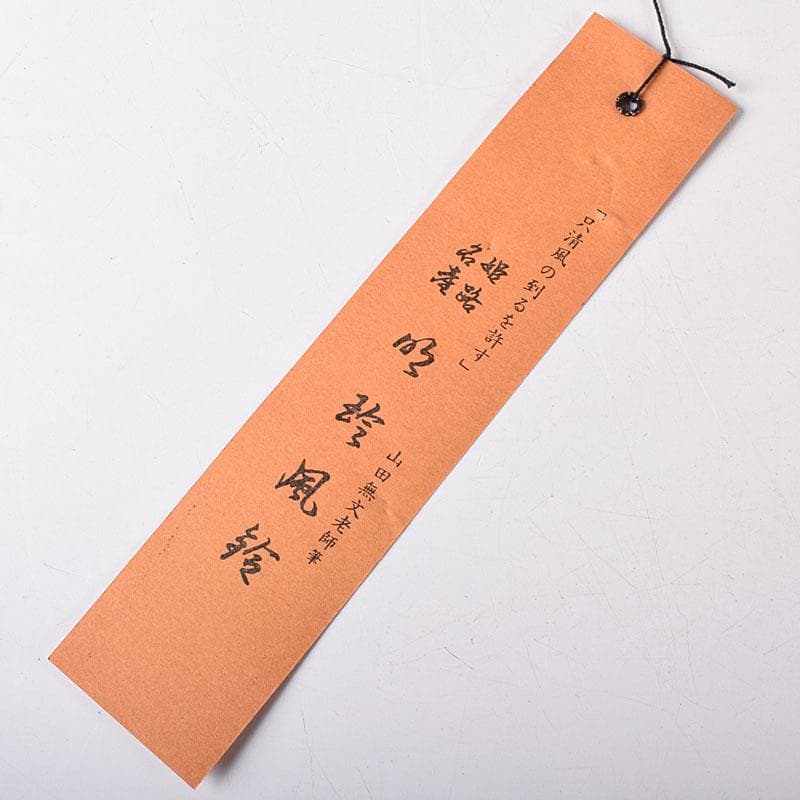 「只清風の到るを許す」
山田無文老師筆
姫路
名産
明玲風鈴